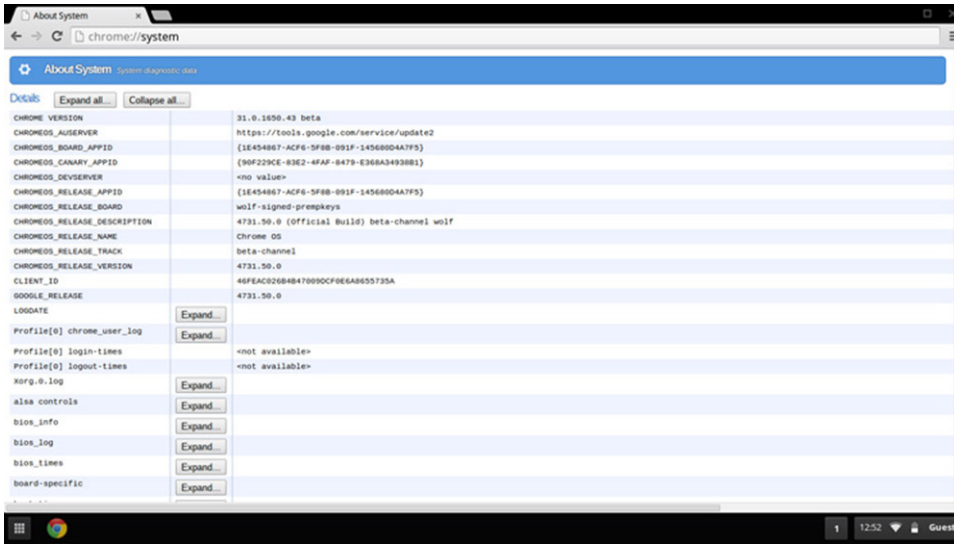 About System
chrome://system
About System System diagnostic data
Details Expand all... Collapse all...
CHROME VERSION 31.0.1650.43 beta
CHROMEOS_AUSERVER https://tools.google.com/service/update2
CHROMEOS_BOARD_APPID {1E454867-ACF6-5F8B-091F-145680D4A7F5}
CHROMEOS_CANARY_APPID {90F229CE-83E2-4FAF-8479-E368A34938B1}
CHROMEOS_DEVSERVER <no value>
CHROMEOS_RELEASE_APPID {1E454867-ACF6-5F8B-091F-145680D4A7F5}
CHROMEOS_RELEASE_BOARD wolf-signed-prempkeys
CHROMEOS_RELEASE_DESCRIPTION 4731.50.0 (Official Build) beta-channel wolf
CHROMEOS_RELEASE_NAME Chrome OS
CHROMEOS_RELEASE_TRACK beta-channel
CHROMEOS_RELEASE_VERSION 4731.50.0
CLIENT_ID 46FEAC026B4B47009DCF0E6A8655735A
GOOGLE_RELEASE 4731.50.0
LOGDATE Expand...
Profile[0] chrome_user_log Expand...
Profile[0] login-times <not available>
Profile[0] logout-times <not available>
Xorg.0.log Expand...
alsa controls Expand...
bios_info Expand...
bios_log Expand...
bios_times Expand...
board-specific Expand...
1 12:52 Guest